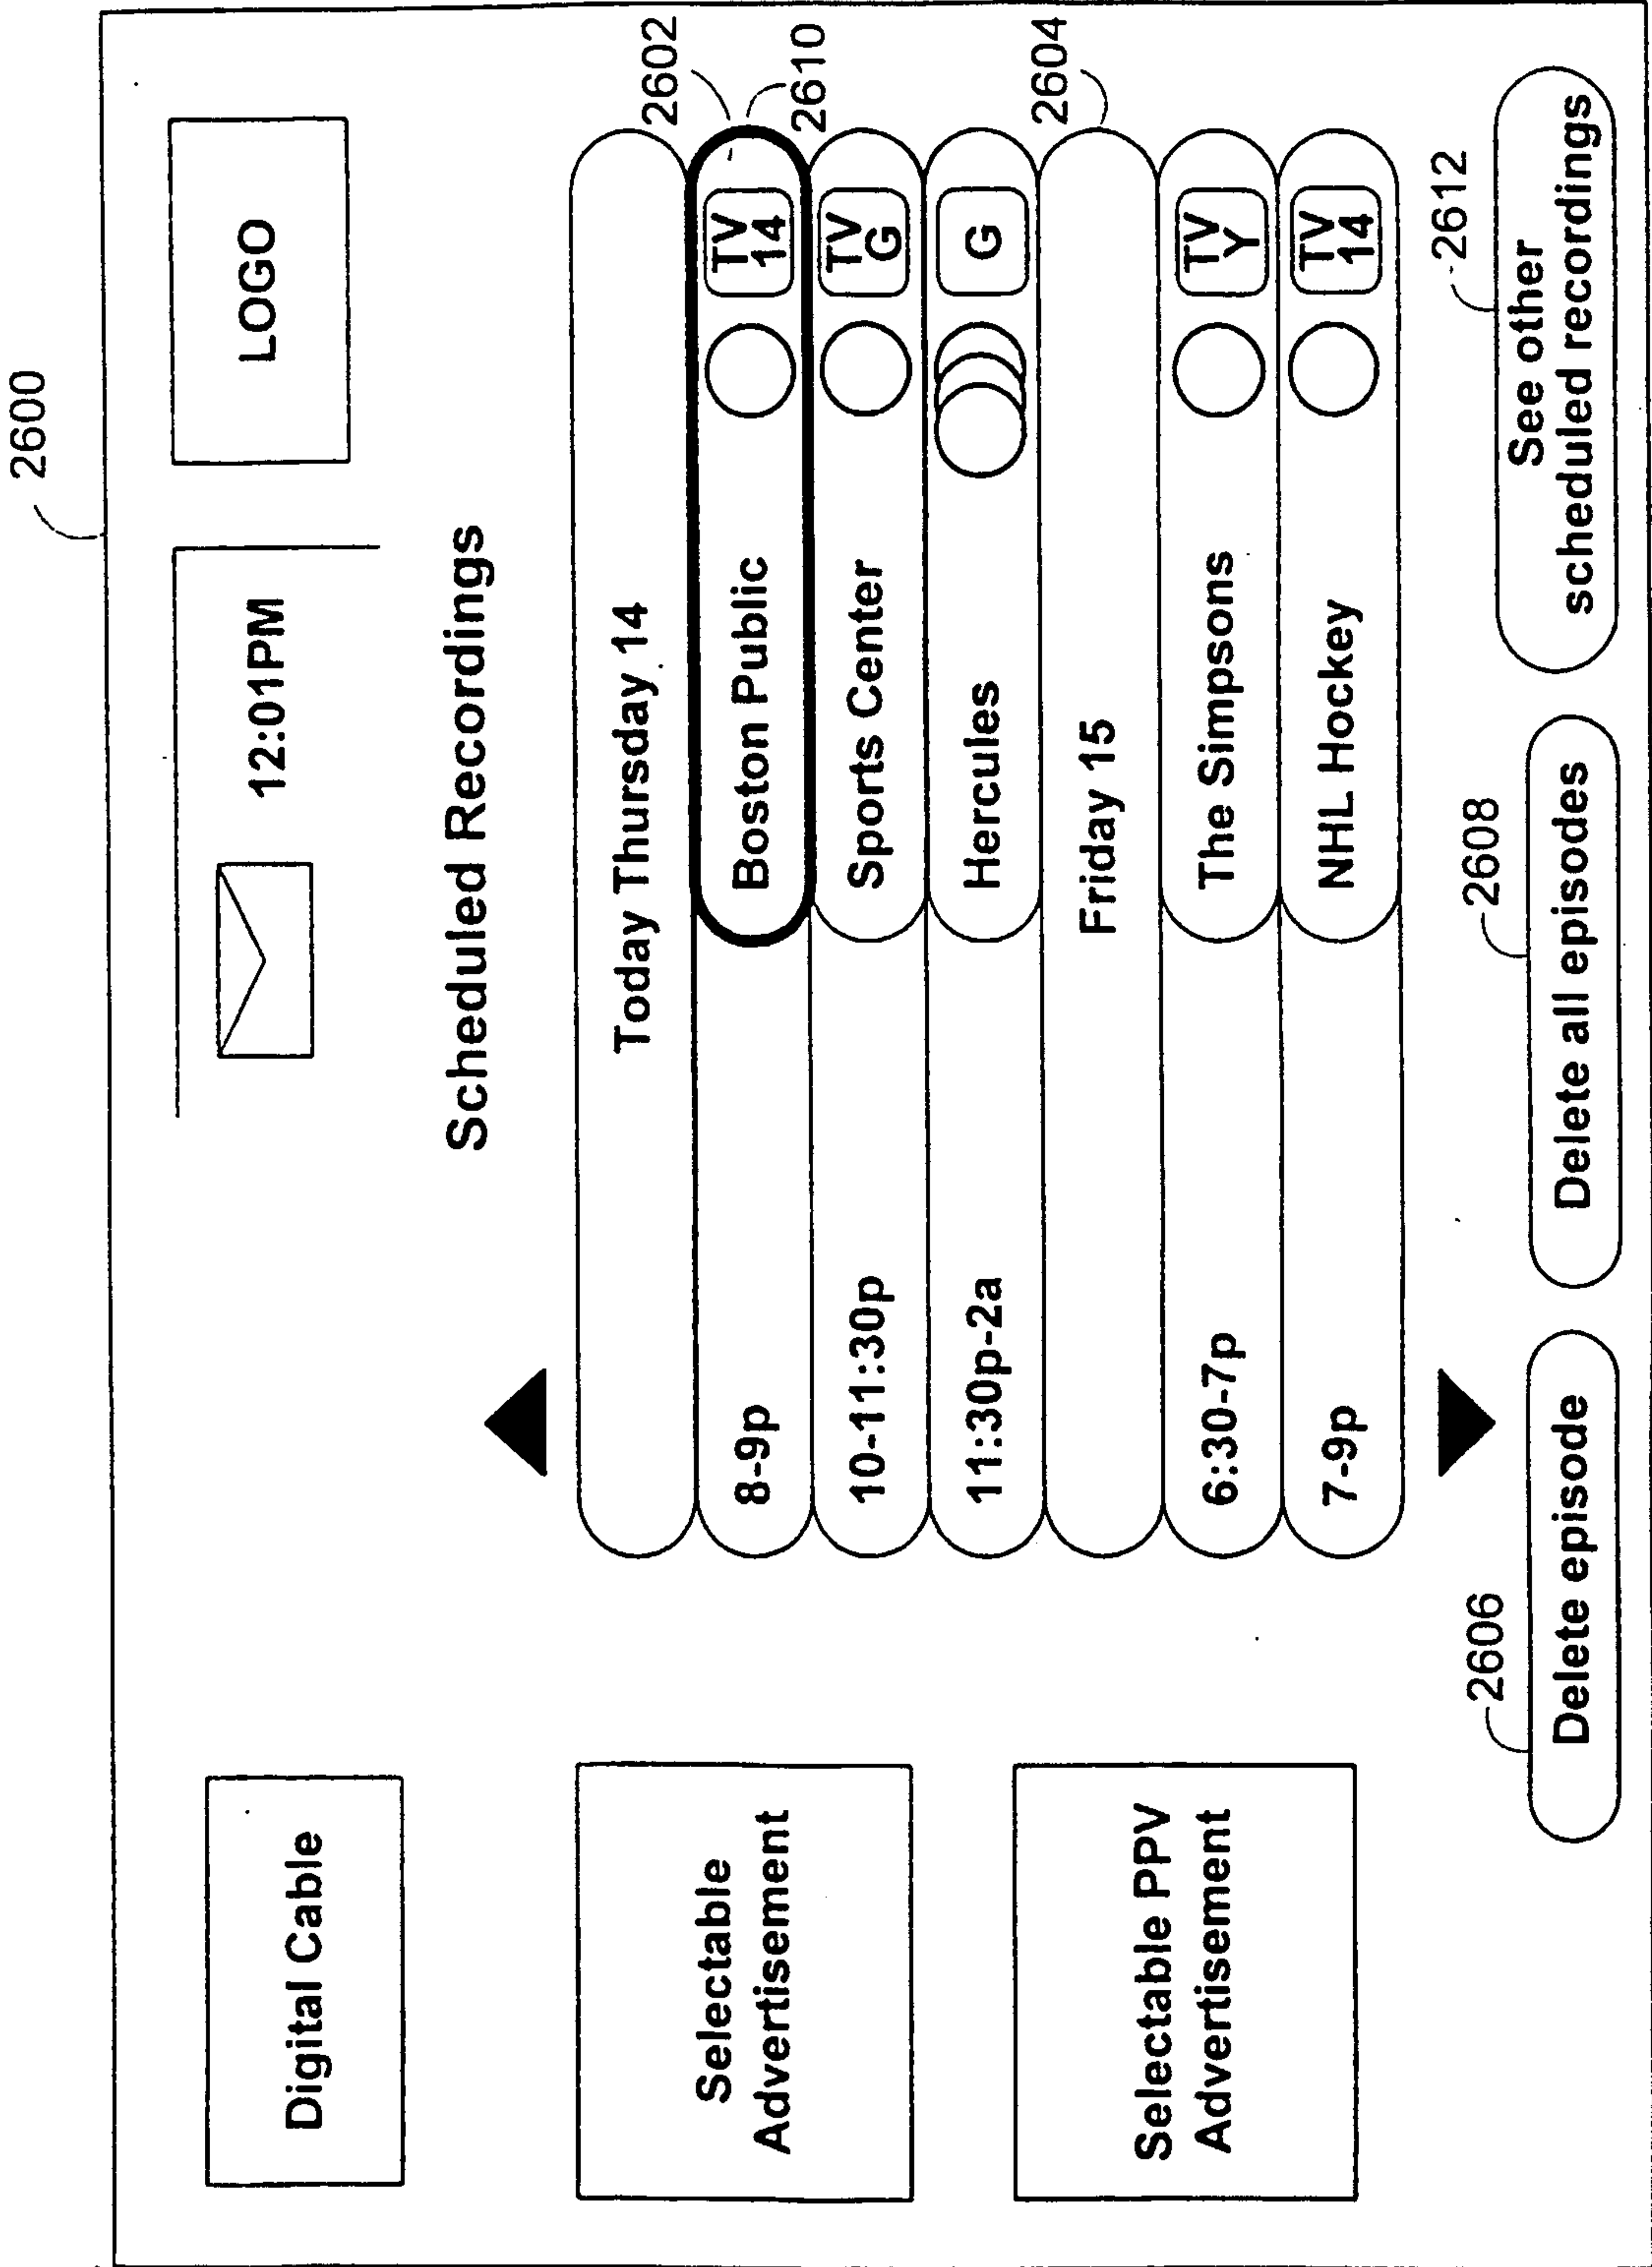 2600
Digital Cable
12:01PM
LOGO
Scheduled Recordings
Selectable
Advertisement
Today Thursday 14
2602
8-9p Boston Public TV 14
2610
10-11:30p Sports Center TV G
11:30p-2a Hercules G
Selectable PPV
Advertisement
Friday 15
2604
6:30-7p The Simpsons TV Y
7-9p NHL Hockey TV 14
2606
2608
2612
Delete episode
Delete all episodes
See other
scheduled recordings